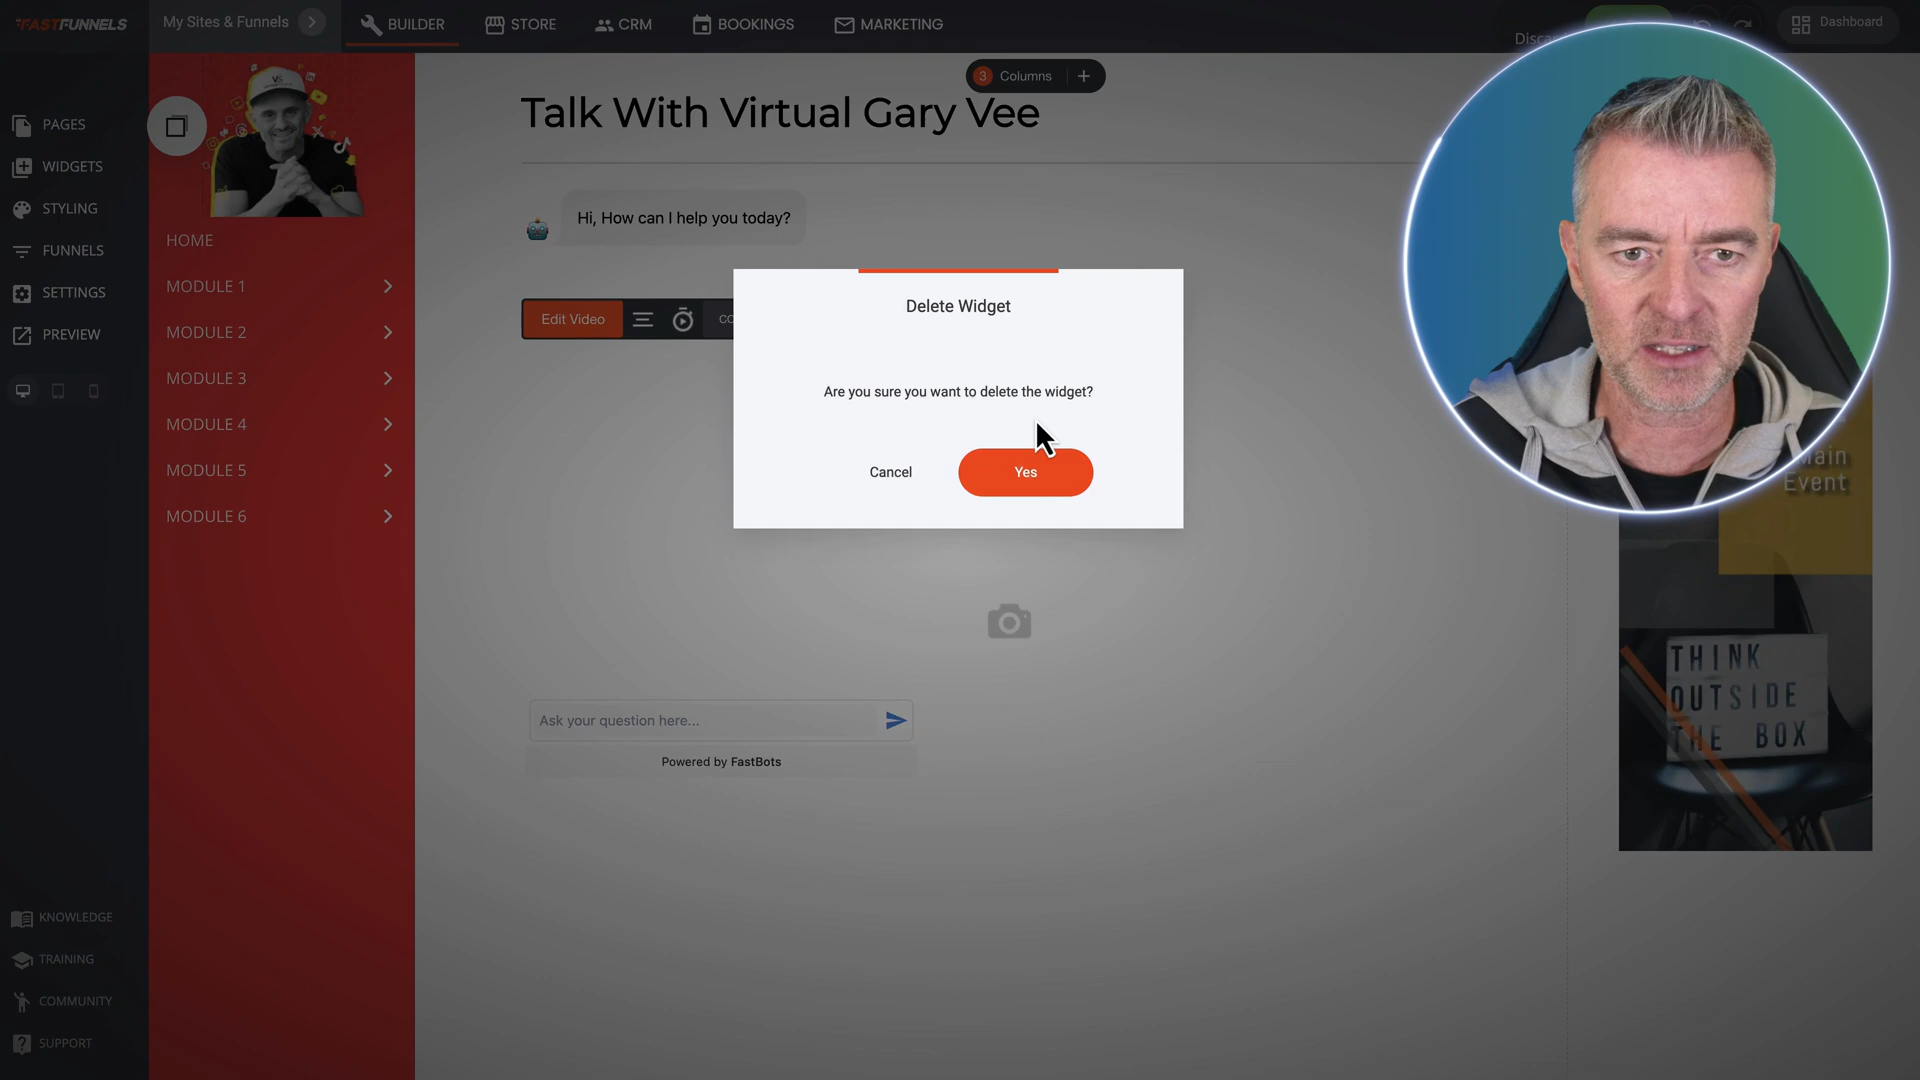 FASTFUNNELS
My Sites & Funnels
BUILDER
STORE
CRM
BOOKINGS
MARKETING
Dashboard
3 Columns +
PAGES
WIDGETS
STYLING
FUNNELS
SETTINGS
PREVIEW
KNOWLEDGE
TRAINING
COMMUNITY
SUPPORT
VS
HOME
MODULE 1
MODULE 2
MODULE 3
MODULE 4
MODULE 5
MODULE 6
Talk With Virtual Gary Vee
Hi, How can I help you today?
Edit Video
Delete Widget
Are you sure you want to delete the widget?
Cancel
Yes
Ask your question here...
Powered by FastBots
Main
Event
THINK
OUTSIDE
THE BOX